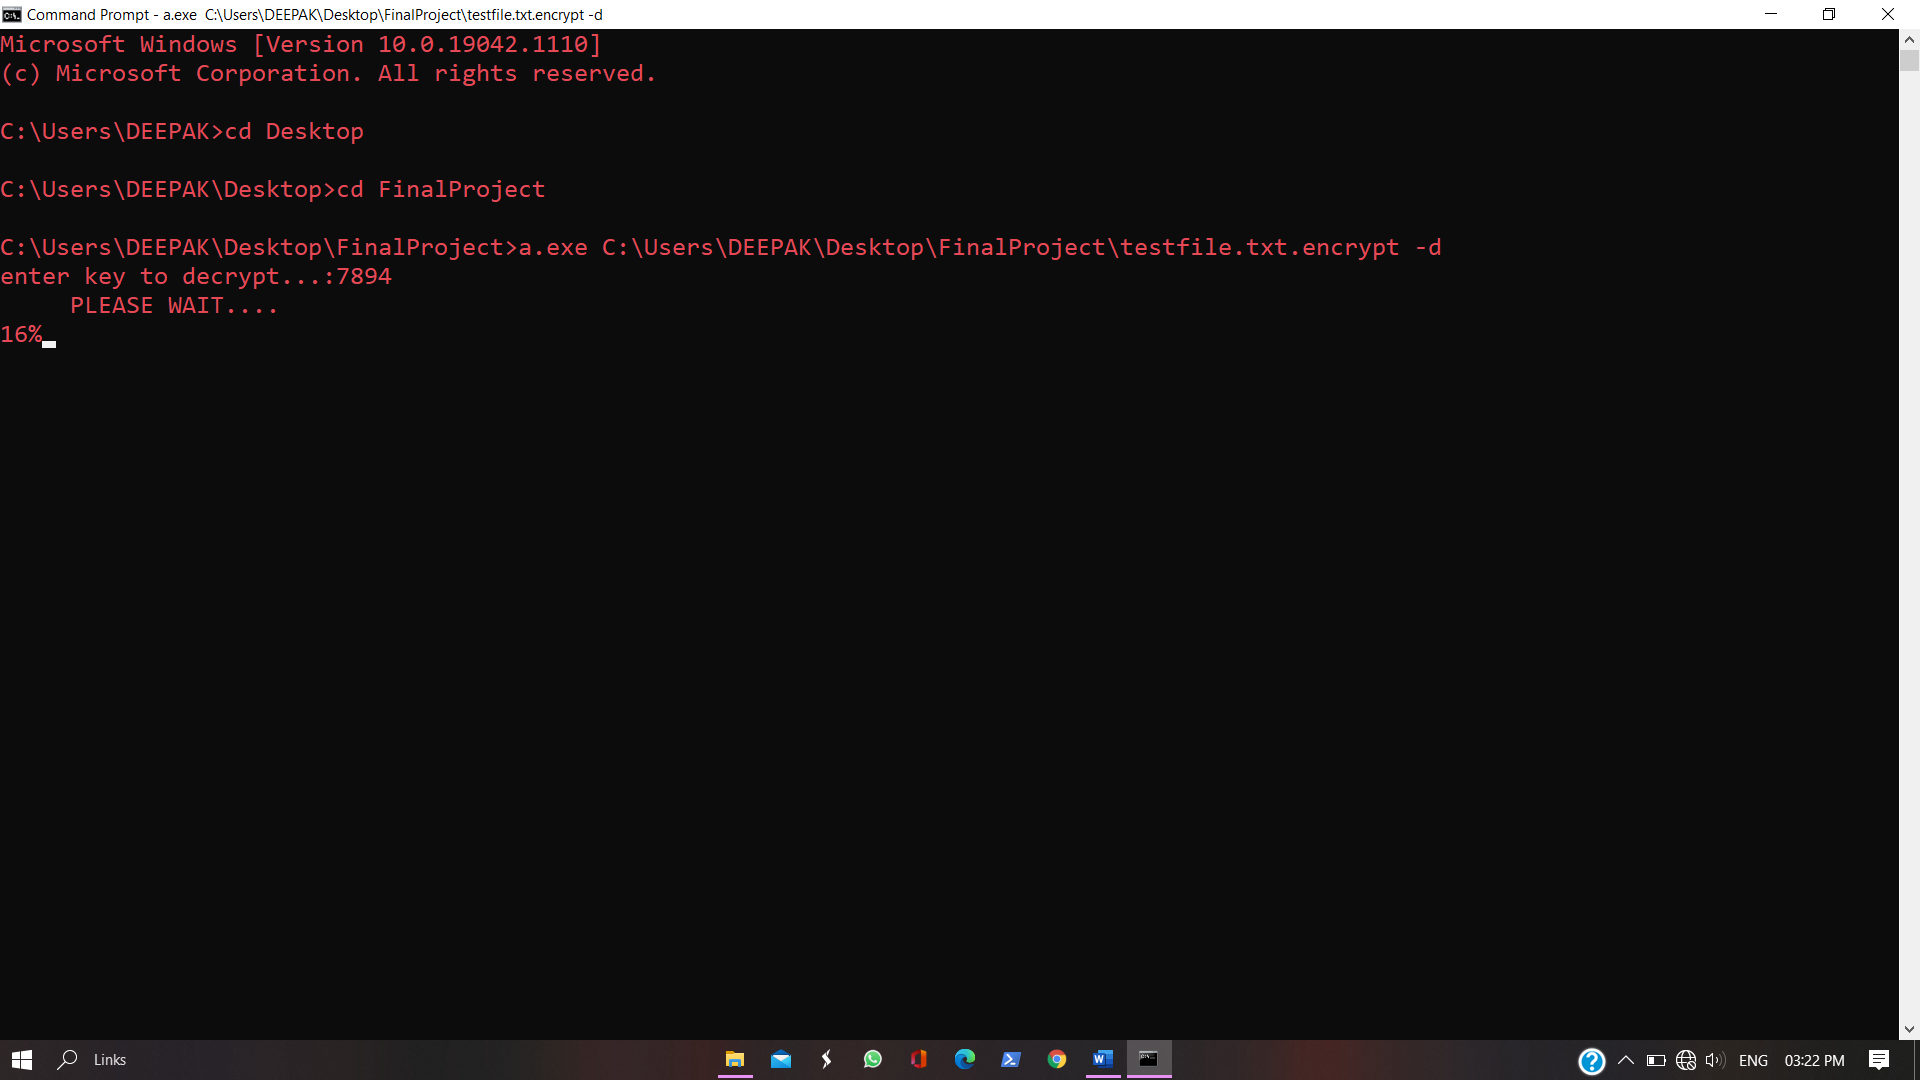 Command Prompt - a.exe  C:\Users\DEEPAK\Desktop\FinalProject\testfile.txt.encrypt -d
Microsoft Windows [Version 10.0.19042.1110]
(c) Microsoft Corporation. All rights reserved.
C:\Users\DEEPAK>cd Desktop
C:\Users\DEEPAK\Desktop>cd FinalProject
C:\Users\DEEPAK\Desktop\FinalProject>a.exe C:\Users\DEEPAK\Desktop\FinalProject\testfile.txt.encrypt -d
enter key to decrypt...:7894
PLEASE WAIT....
16%
Links
ENG
03:22 PM